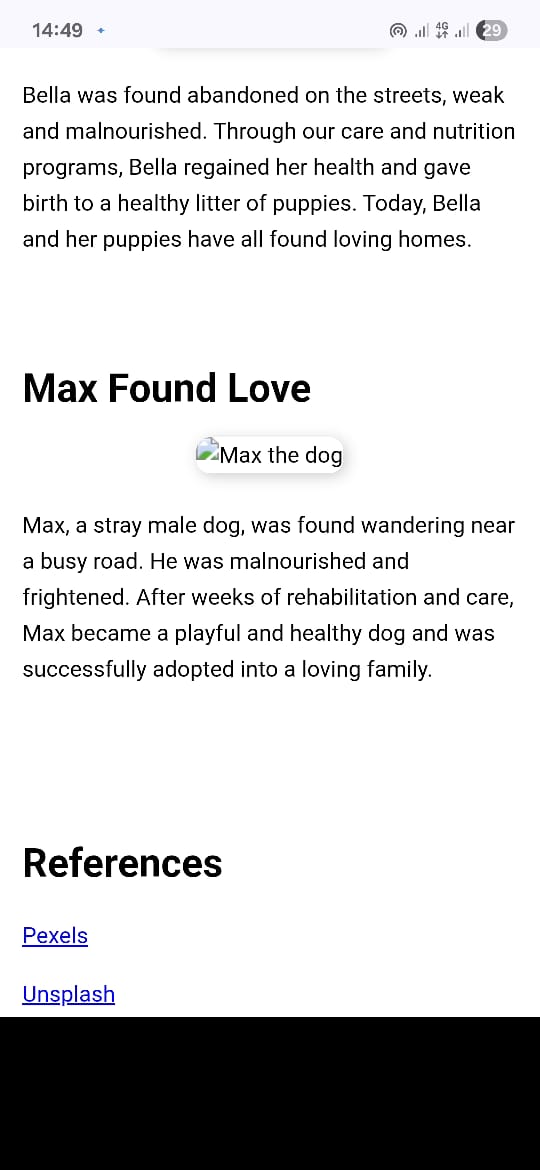 14:49
4G
29
Bella was found abandoned on the streets, weak
and malnourished. Through our care and nutrition
programs, Bella regained her health and gave
birth to a healthy litter of puppies. Today, Bella
and her puppies have all found loving homes.
Max Found Love
Max the dog
Max, a stray male dog, was found wandering near
a busy road. He was malnourished and
frightened. After weeks of rehabilitation and care,
Max became a playful and healthy dog and was
successfully adopted into a loving family.
References
Pexels
Unsplash